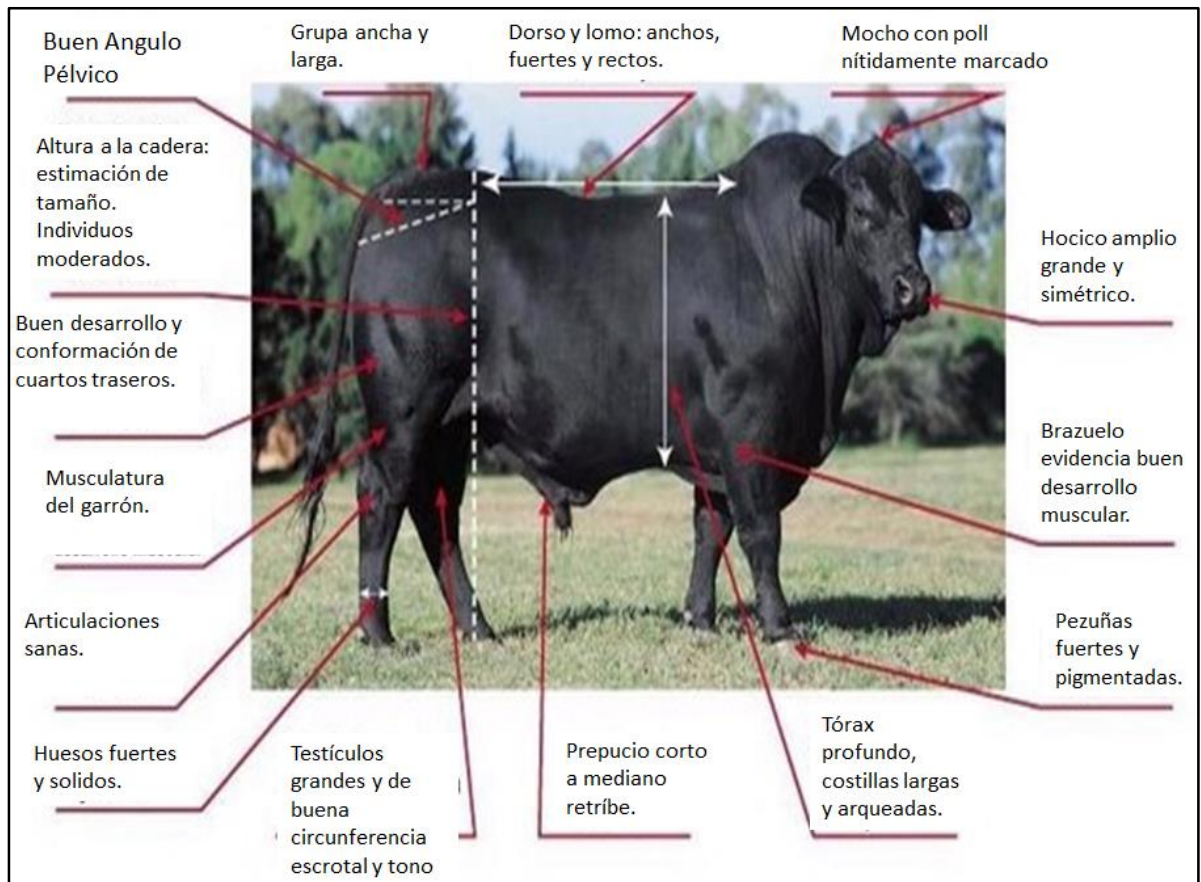 Buen Angulo
Pélvico
Grupa ancha y
larga.
Dorso y lomo: anchos,
fuertes y rectos.
Mocho con poll
nítidamente marcado
Altura a la cadera:
estimación de
tamaño.
Individuos
moderados.
Hocico amplio
grande y
simétrico.
Buen desarrollo y
conformación de
cuartos traseros.
Brazuelo
evidencia buen
desarrollo
muscular.
Musculatura
del garrón.
Articulaciones
sanas.
Pezuñas
fuertes y
pigmentadas.
Huesos fuertes
y solidos.
Testículos
grandes y de
buena
circunferencia
escrotal y tono
Prepucio corto
a mediano
retríbe.
Tórax
profundo,
costillas largas
y arqueadas.